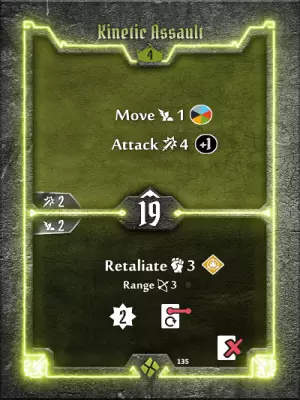 Kinetic Assault
4
Move 1
Attack 4 +1
2
19
2
Retaliate 3
Range 3
2
135